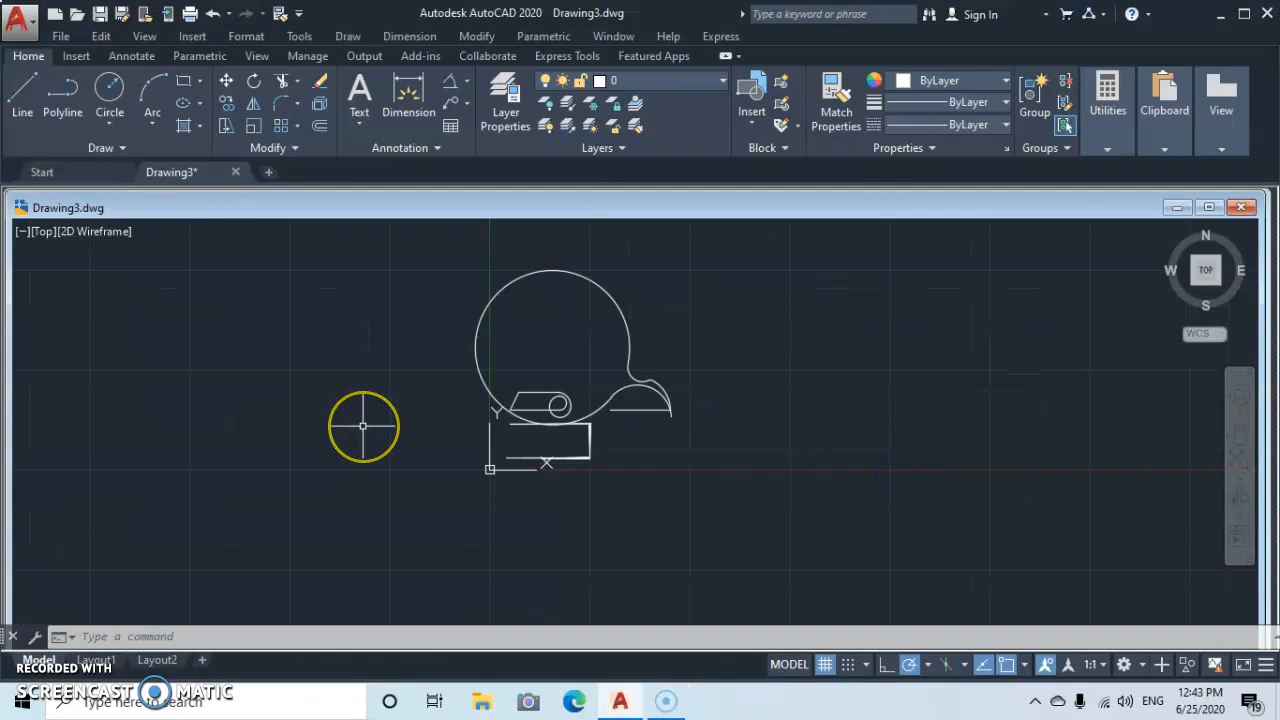 Autodesk AutoCAD 2020 Drawing3.dwg
Type a keyword or phrase
Sign In
File Edit View Insert Format Tools Draw Dimension Modify Parametric Window Help Express
Home Insert Annotate Parametric View Manage Output Add-ins Collaborate Express Tools Featured Apps
Line Polyline Circle Arc
Text Dimension
Layer Properties
0
Insert
Match Properties
ByLayer
ByLayer
ByLayer
Group
Utilities
Clipboard
View
Draw Modify Annotation Layers Block Properties Groups
Start Drawing3*
Drawing3.dwg
[−][Top][2D Wireframe]
N
W TOP E
S
WCS
Y
X
Type a command
Model Layout1 Layout2
MODEL
1:1
RECORDED WITH
SCREENCAST MATIC
Type here to search
ENG
12:43 PM
6/25/2020
19